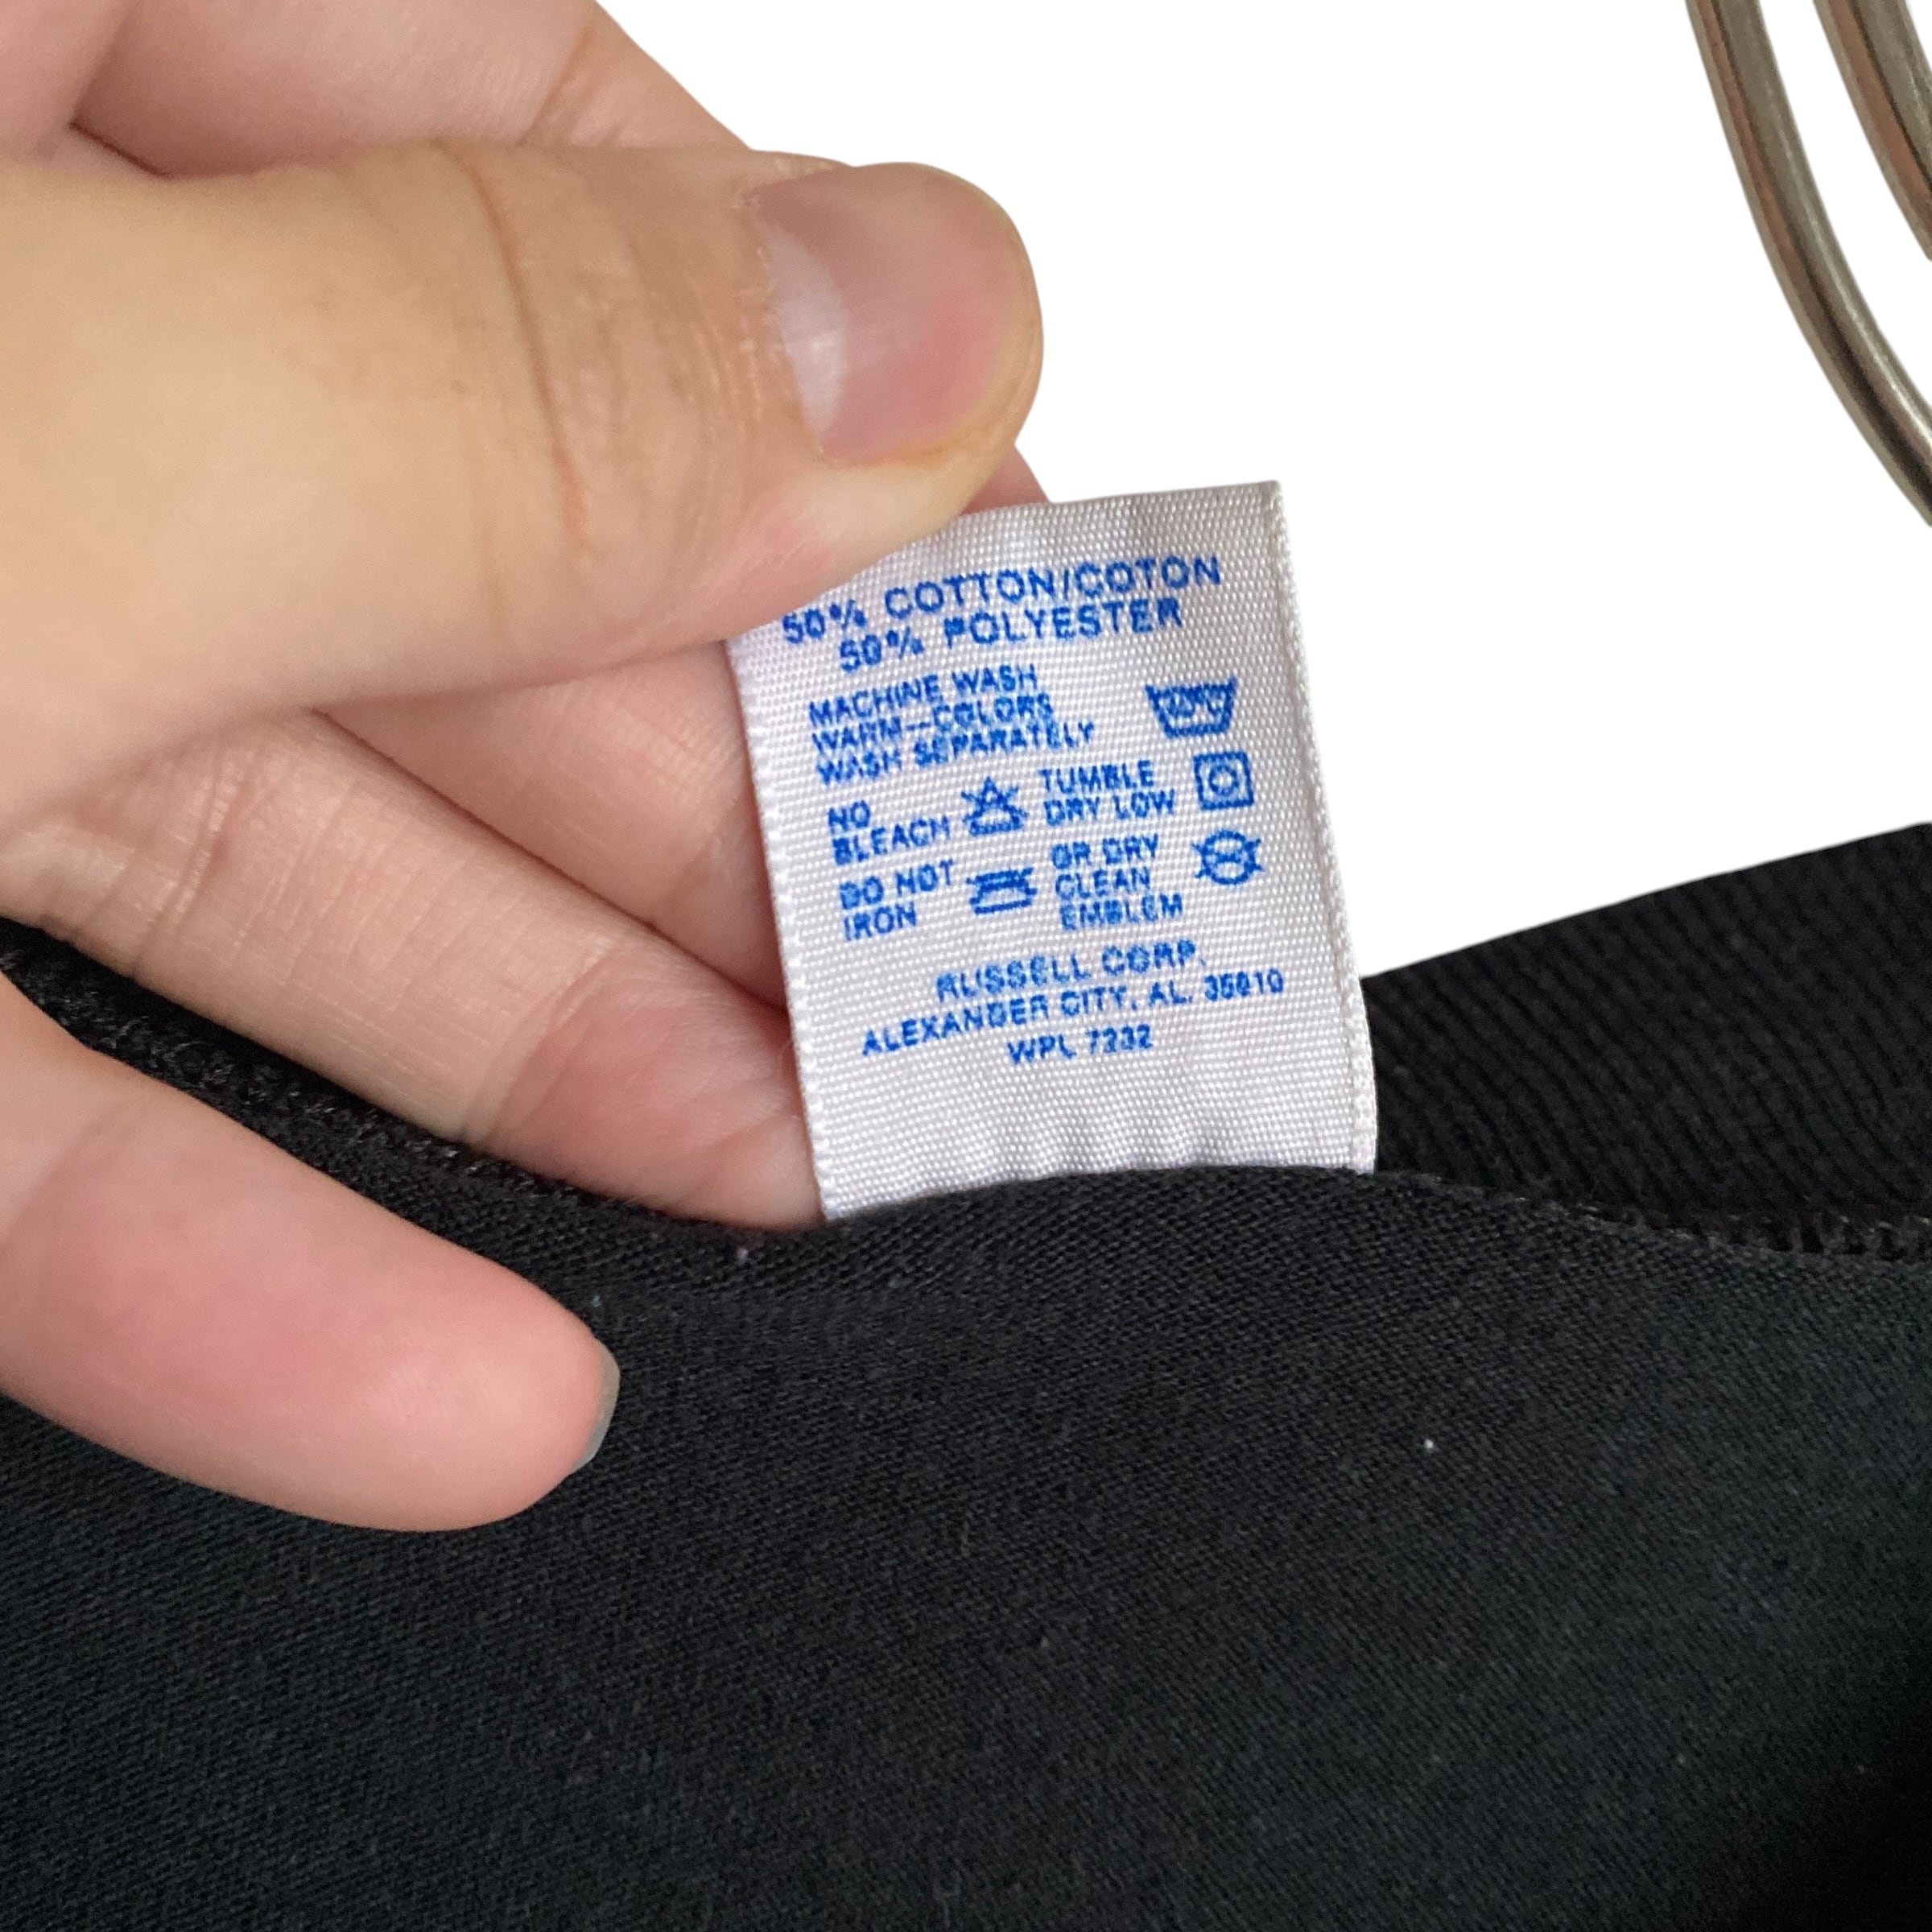 50% COTTON/COTON
50% POLYESTER
MACHINE WASH
WARM—COLORS
WASH SEPARATELY
NO
BLEACH
TUMBLE
DRY LOW
DO NOT
IRON
OR DRY
CLEAN
EMBLEM
RUSSELL CORP.
ALEXANDER CITY, AL. 35010
WPL 7232